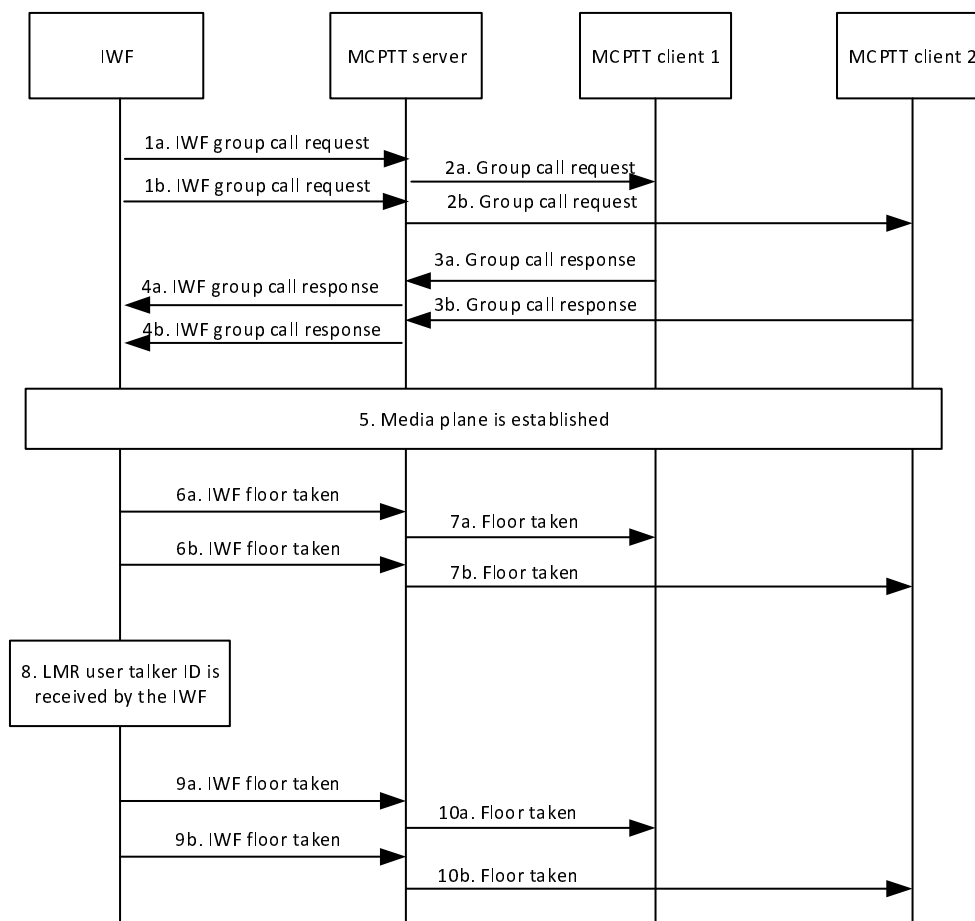 IWF
MCPTT server
MCPTT client 1
MCPTT client 2
1a. IWF group call request
2a. Group call request
1b. IWF group call request
2b. Group call request
3a. Group call response
4a. IWF group call response
3b. Group call response
4b. IWF group call response
5. Media plane is established
6a. IWF floor taken
7a. Floor taken
6b. IWF floor taken
7b. Floor taken
8. LMR user talker ID is
received by the IWF
9a. IWF floor taken
10a. Floor taken
9b. IWF floor taken
10b. Floor taken